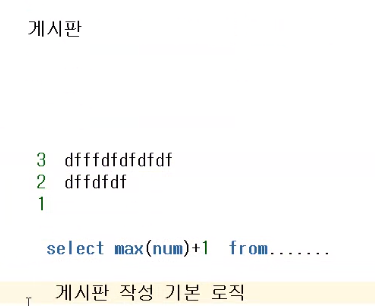 게시판
3 dfffdfdfdfdf
2 dffdfdf
1
select max(num)+1 from.......
게시판 작성 기본 로직